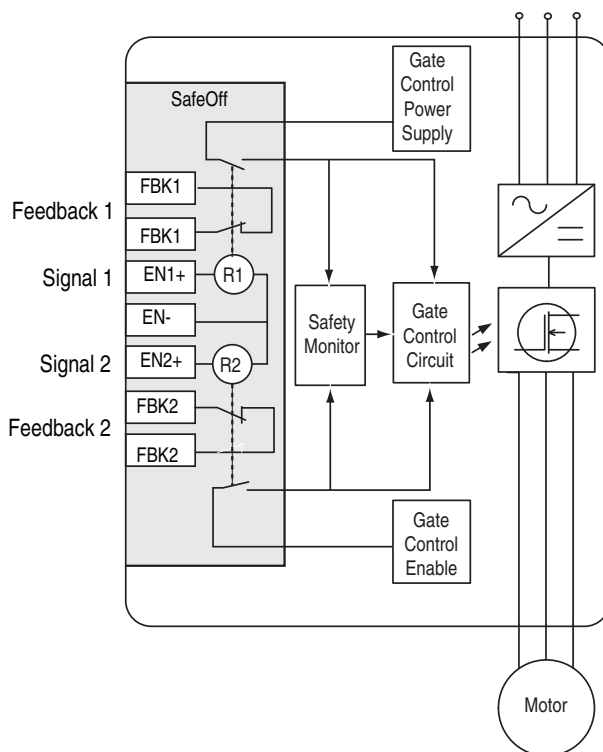 Gate
Control
Power
Supply
SafeOff
FBK1
Feedback 1
FBK1
Signal 1
EN1+
R1
EN-
Safety
Monitor
Gate
Control
Circuit
Signal 2
EN2+
R2
FBK2
Feedback 2
FBK2
Gate
Control
Enable
Motor